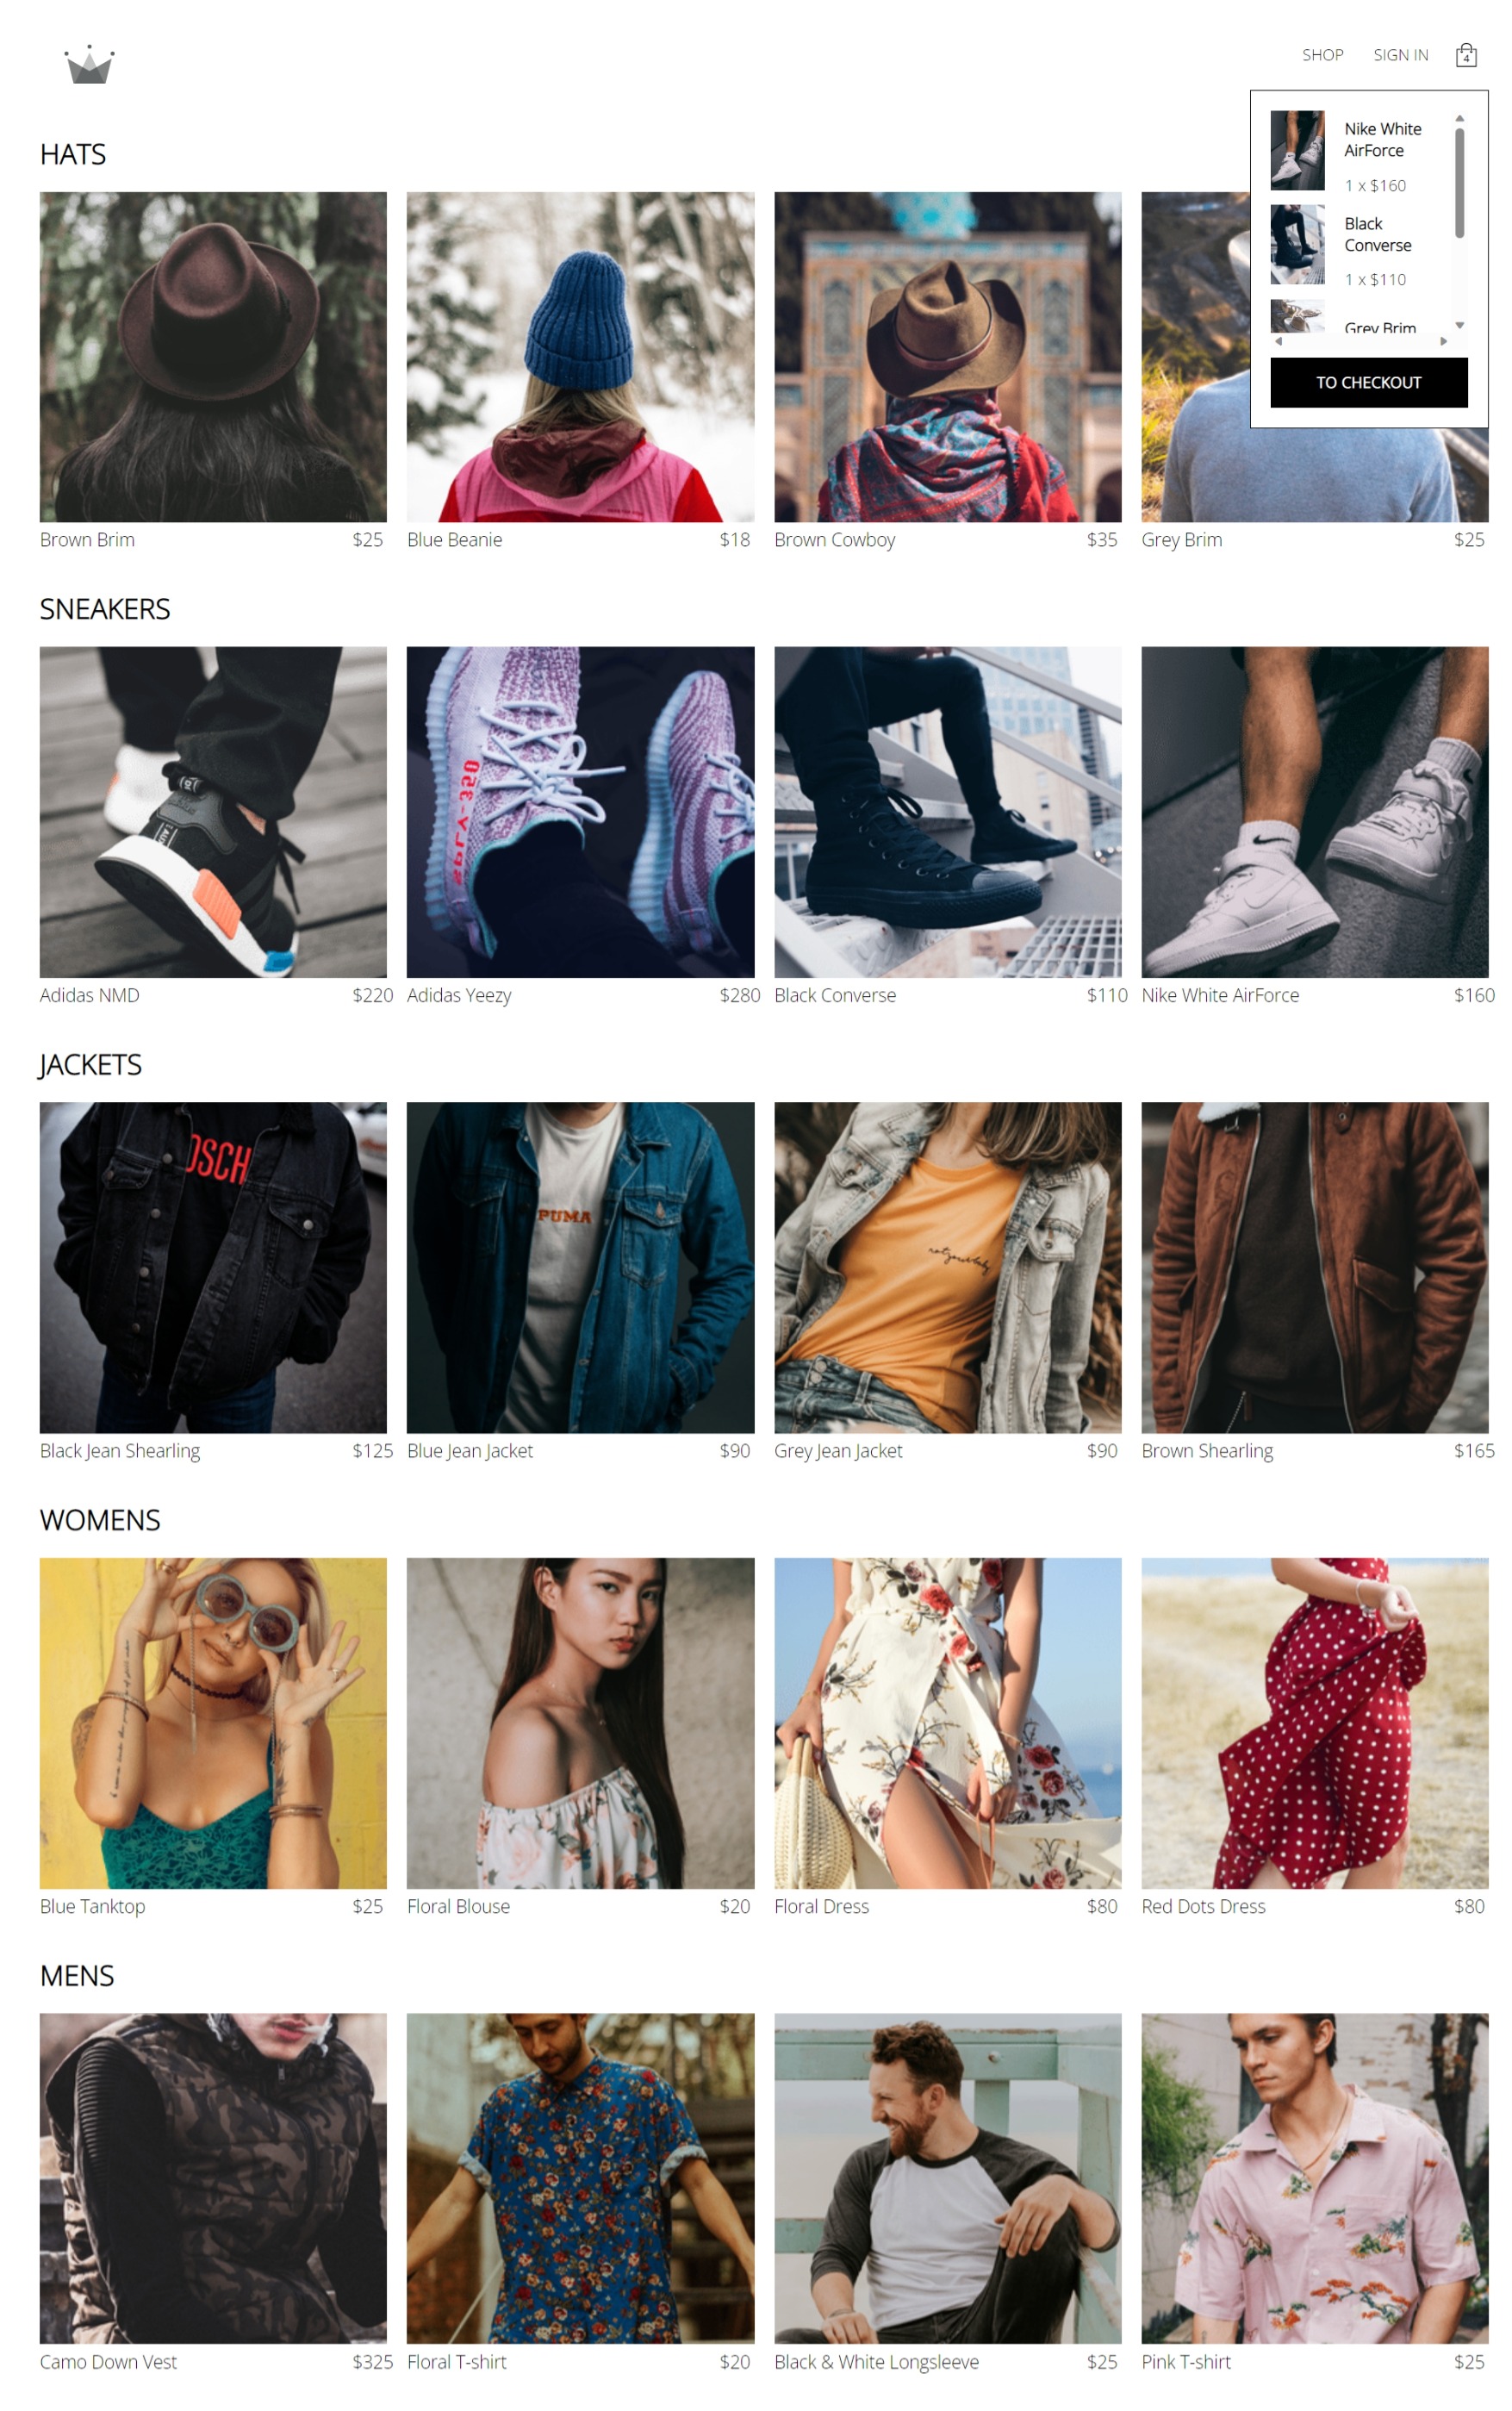 SHOP SIGN IN 4
Nike White
AirForce
1 x $160
Black
Converse
1 x $110
Grey Brim
TO CHECKOUT
HATS
Brown Brim $25 Blue Beanie $18 Brown Cowboy $35 Grey Brim $25
SNEAKERS
Adidas NMD $220 Adidas Yeezy $280 Black Converse $110 Nike White AirForce $160
JACKETS
OSCH
PUMA
Black Jean Shearling $125 Blue Jean Jacket $90 Grey Jean Jacket $90 Brown Shearling $165
WOMENS
Blue Tanktop $25 Floral Blouse $20 Floral Dress $80 Red Dots Dress $80
MENS
Camo Down Vest $325 Floral T-shirt $20 Black & White Longsleeve $25 Pink T-shirt $25